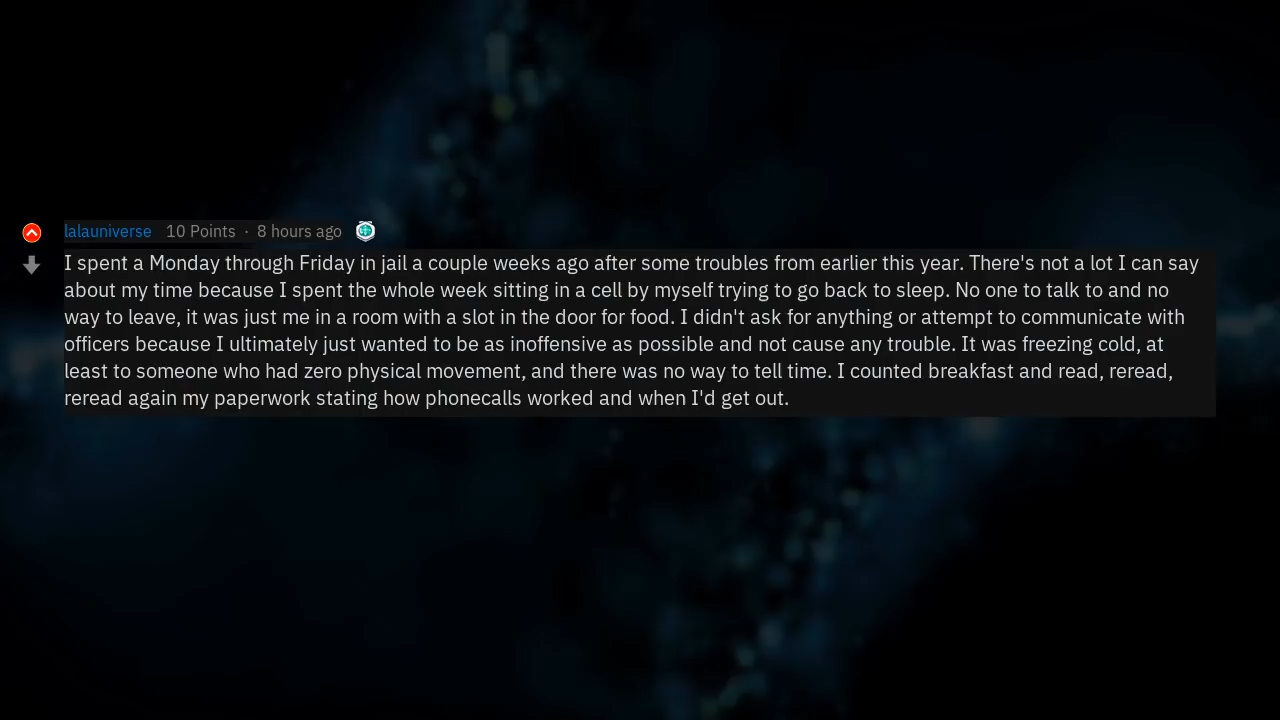 lalauniverse 10 Points · 8 hours ago
I spent a Monday through Friday in jail a couple weeks ago after some troubles from earlier this year. There's not a lot I can say
about my time because I spent the whole week sitting in a cell by myself trying to go back to sleep. No one to talk to and no
way to leave, it was just me in a room with a slot in the door for food. I didn't ask for anything or attempt to communicate with
officers because I ultimately just wanted to be as inoffensive as possible and not cause any trouble. It was freezing cold, at
least to someone who had zero physical movement, and there was no way to tell time. I counted breakfast and read, reread,
reread again my paperwork stating how phonecalls worked and when I'd get out.